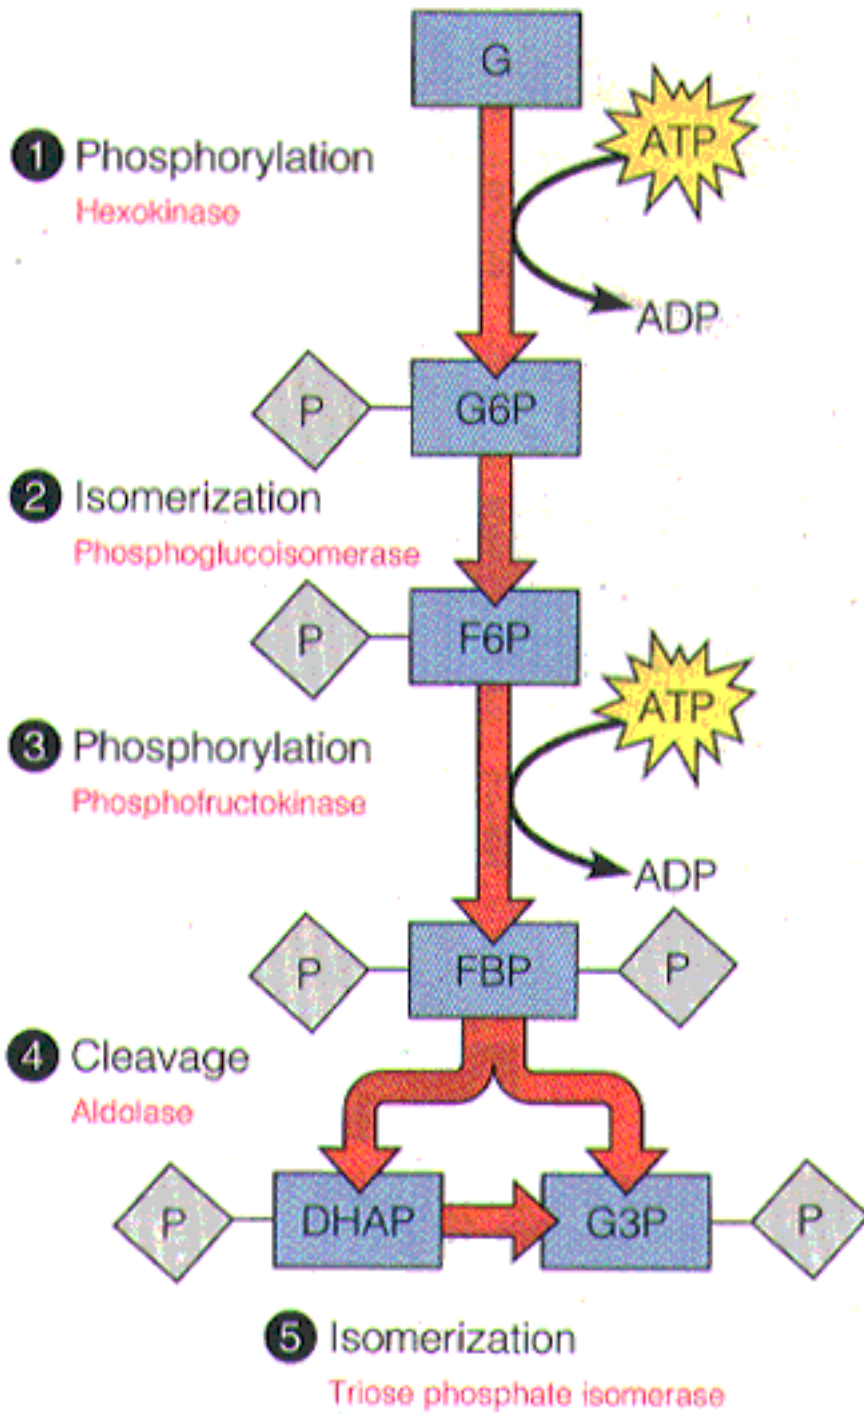 G
ATP
1 Phosphorylation
Hexokinase
ADP
P
G6P
2 Isomerization
Phosphoglucoisomerase
P
F6P
ATP
3 Phosphorylation
Phosphofructokinase
ADP
P
FBP
P
4 Cleavage
Aldolase
P
DHAP
G3P
P
5 Isomerization
Triose phosphate isomerase